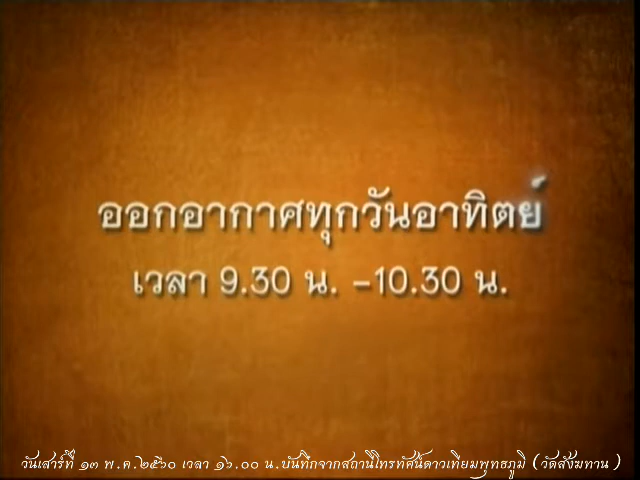 ออกอากาศทุกวันอาทิตย์
เวลา 9.30 น. -10.30 น.
วันเสาร์ที่ ๑๓ พ.ค.๒๕๖๐ เวลา ๑๖.๐๐ น.บันทึกจากสถานีโทรทัศน์ดาวเทียมพุทธภูมิ (วัดสังฆทาน)